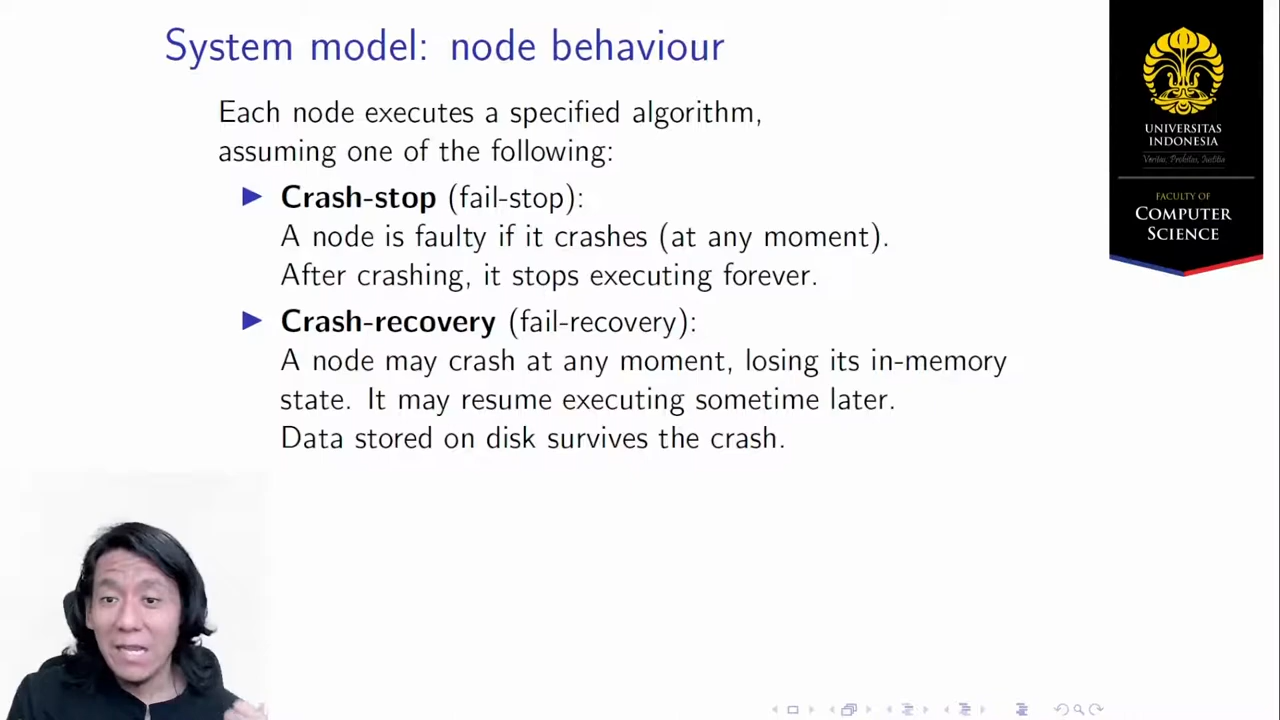 System model: node behaviour
Each node executes a specified algorithm,
assuming one of the following:
Crash-stop (fail-stop):
A node is faulty if it crashes (at any moment).
After crashing, it stops executing forever.
Crash-recovery (fail-recovery):
A node may crash at any moment, losing its in-memory
state. It may resume executing sometime later.
Data stored on disk survives the crash.
UNIVERSITAS
INDONESIA
Veritas, Probitas, Iustitia
FACULTY OF
COMPUTER
SCIENCE